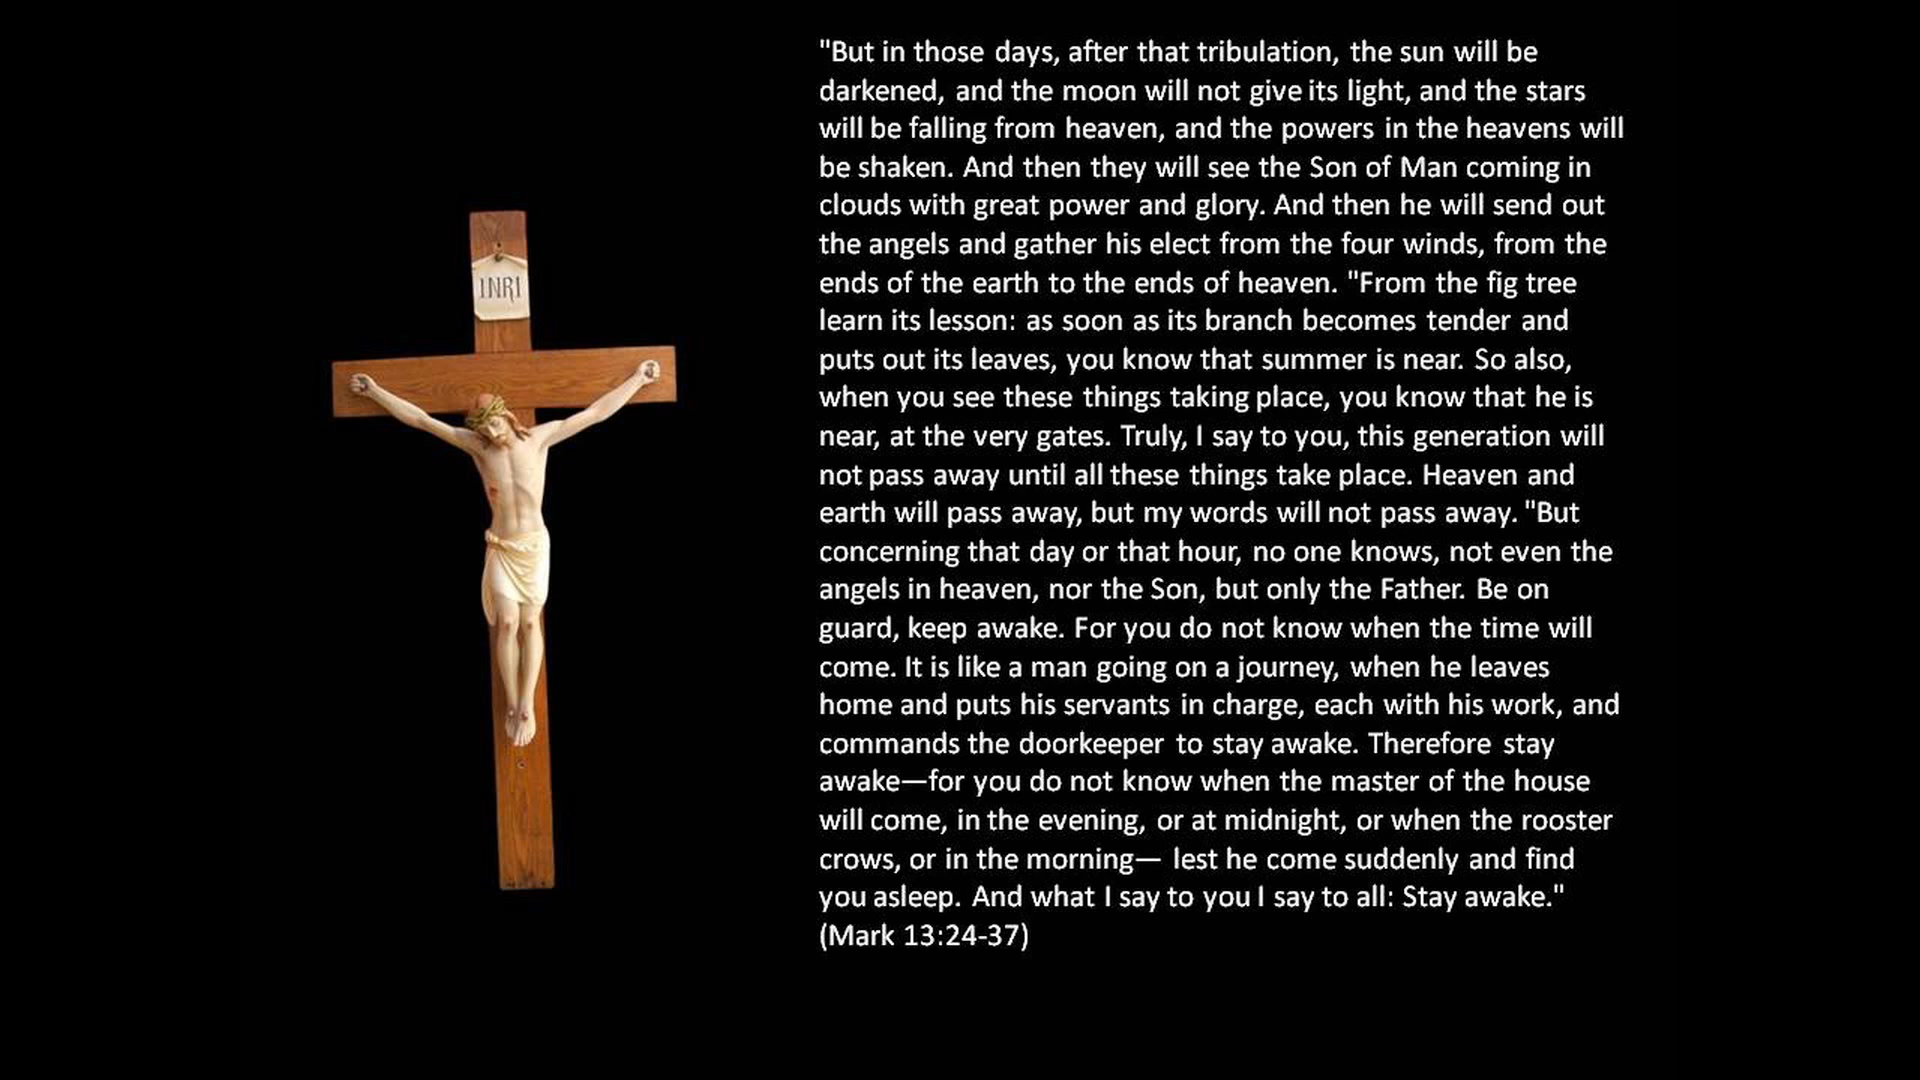 INRI
"But in those days, after that tribulation, the sun will be
darkened, and the moon will not give its light, and the stars
will be falling from heaven, and the powers in the heavens will
be shaken. And then they will see the Son of Man coming in
clouds with great power and glory. And then he will send out
the angels and gather his elect from the four winds, from the
ends of the earth to the ends of heaven. "From the fig tree
learn its lesson: as soon as its branch becomes tender and
puts out its leaves, you know that summer is near. So also,
when you see these things taking place, you know that he is
near, at the very gates. Truly, I say to you, this generation will
not pass away until all these things take place. Heaven and
earth will pass away, but my words will not pass away. "But
concerning that day or that hour, no one knows, not even the
angels in heaven, nor the Son, but only the Father. Be on
guard, keep awake. For you do not know when the time will
come. It is like a man going on a journey, when he leaves
home and puts his servants in charge, each with his work, and
commands the doorkeeper to stay awake. Therefore stay
awake—for you do not know when the master of the house
will come, in the evening, or at midnight, or when the rooster
crows, or in the morning— lest he come suddenly and find
you asleep. And what I say to you I say to all: Stay awake."
(Mark 13:24-37)